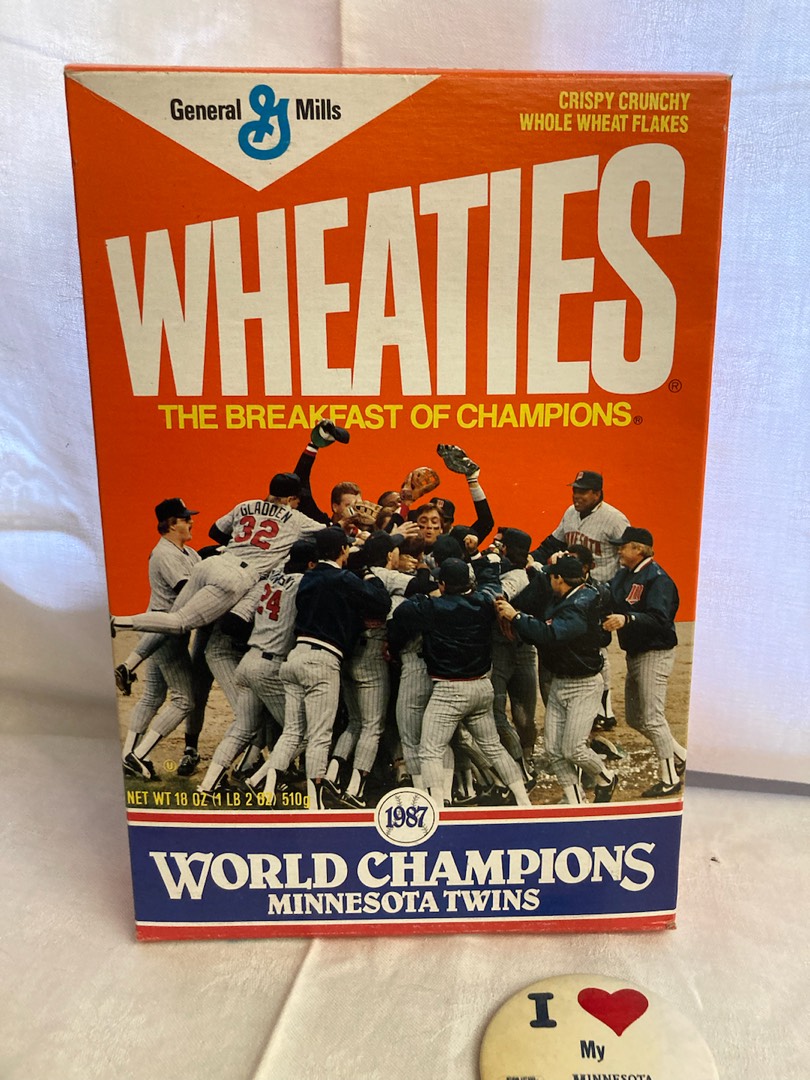 General Mills
CRISPY CRUNCHY
WHOLE WHEAT FLAKES
WHEATIES®
THE BREAKFAST OF CHAMPIONS®
GLADDEN
32
24
NET WT 18 OZ (1 LB 2 OZ) 510g
1987
WORLD CHAMPIONS
MINNESOTA TWINS
I ❤
My
MINNESOTA